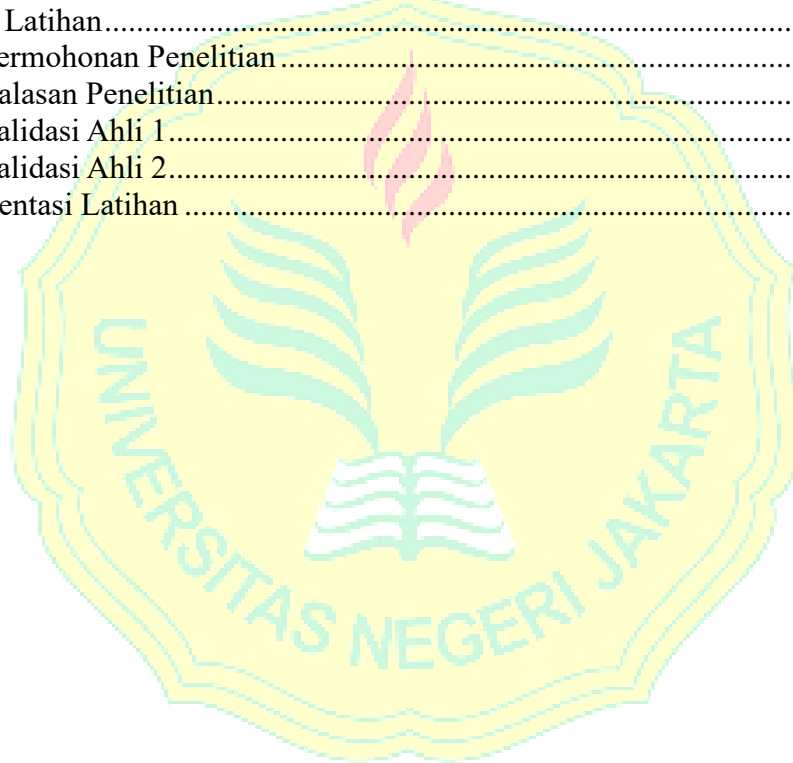 Latihan........................................................................................
ermohonan Penelitian................................................................
alasan Penelitian........................................................................
alidasi Ahli 1..............................................................................
alidasi Ahli 2..............................................................................
entasi Latihan............................................................................
UNIVERSITAS NEGERI JAKARTA